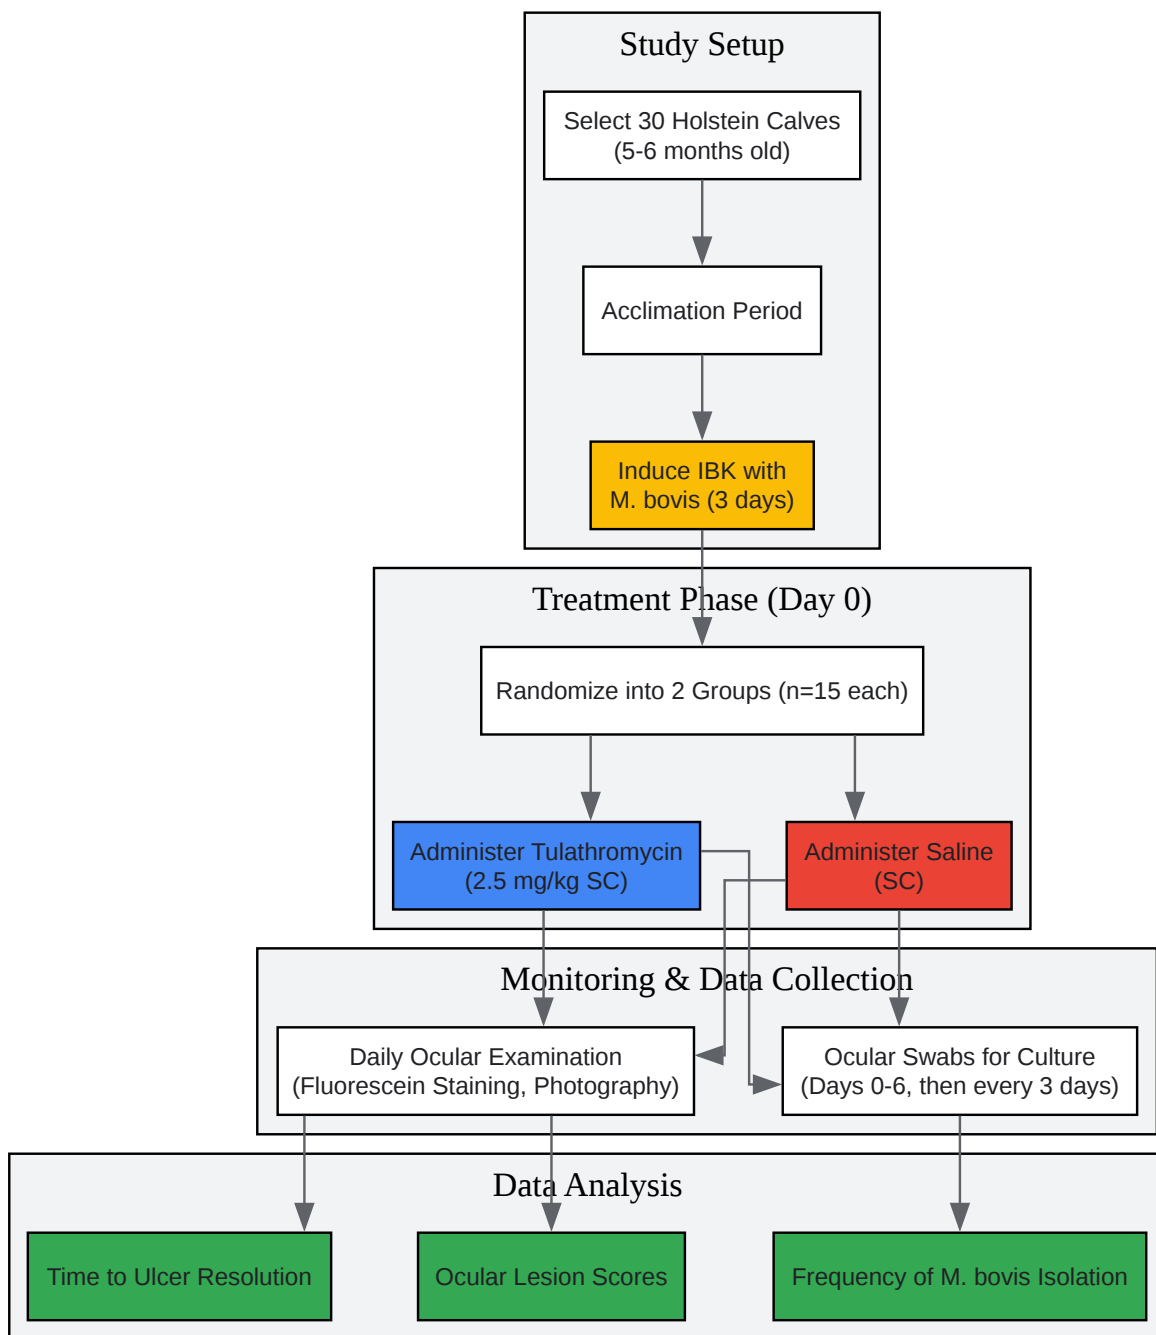 Study Setup
Select 30 Holstein Calves
(5-6 months old)
Acclimation Period
Induce IBK with
M. bovis (3 days)
Treatment Phase (Day 0)
Randomize into 2 Groups (n=15 each)
Administer Tulathromycin
(2.5 mg/kg SC)
Administer Saline
(SC)
Monitoring & Data Collection
Daily Ocular Examination
(Fluorescein Staining, Photography)
Ocular Swabs for Culture
(Days 0-6, then every 3 days)
Data Analysis
Time to Ulcer Resolution
Ocular Lesion Scores
Frequency of M. bovis Isolation